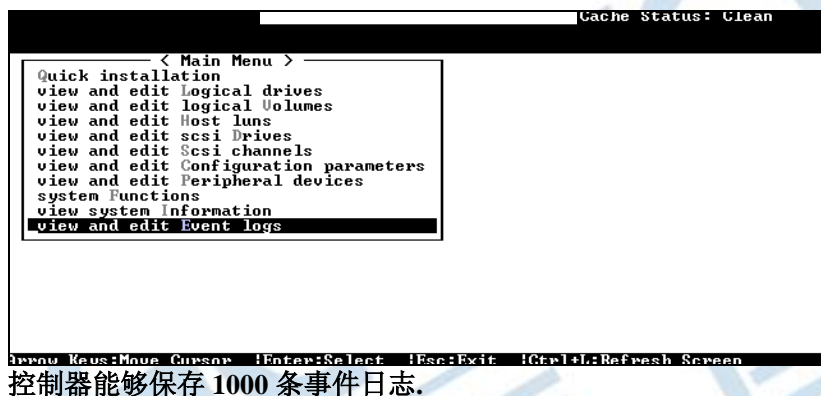 Cache Status: Clean
< Main Menu >
Quick installation
view and edit Logical drives
view and edit logical Volumes
view and edit Host luns
view and edit scsi Drives
view and edit Scsi channels
view and edit Configuration parameters
view and edit Peripheral devices
system Functions
view system Information
view and edit Event logs
Arrow Keys:Move Cursor |Enter:Select |Esc:Exit |Ctrl+L:Refresh Screen
控制器能够保存 1000 条事件日志.